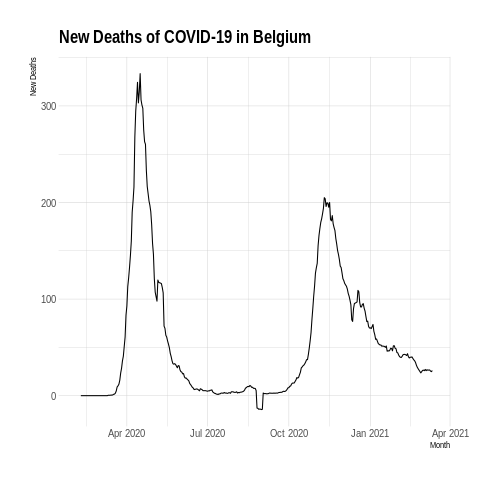 New Deaths of COVID-19 in Belgium
New Deaths
300
200
100
0
Apr 2020 Jul 2020 Oct 2020 Jan 2021 Apr 2021
Month